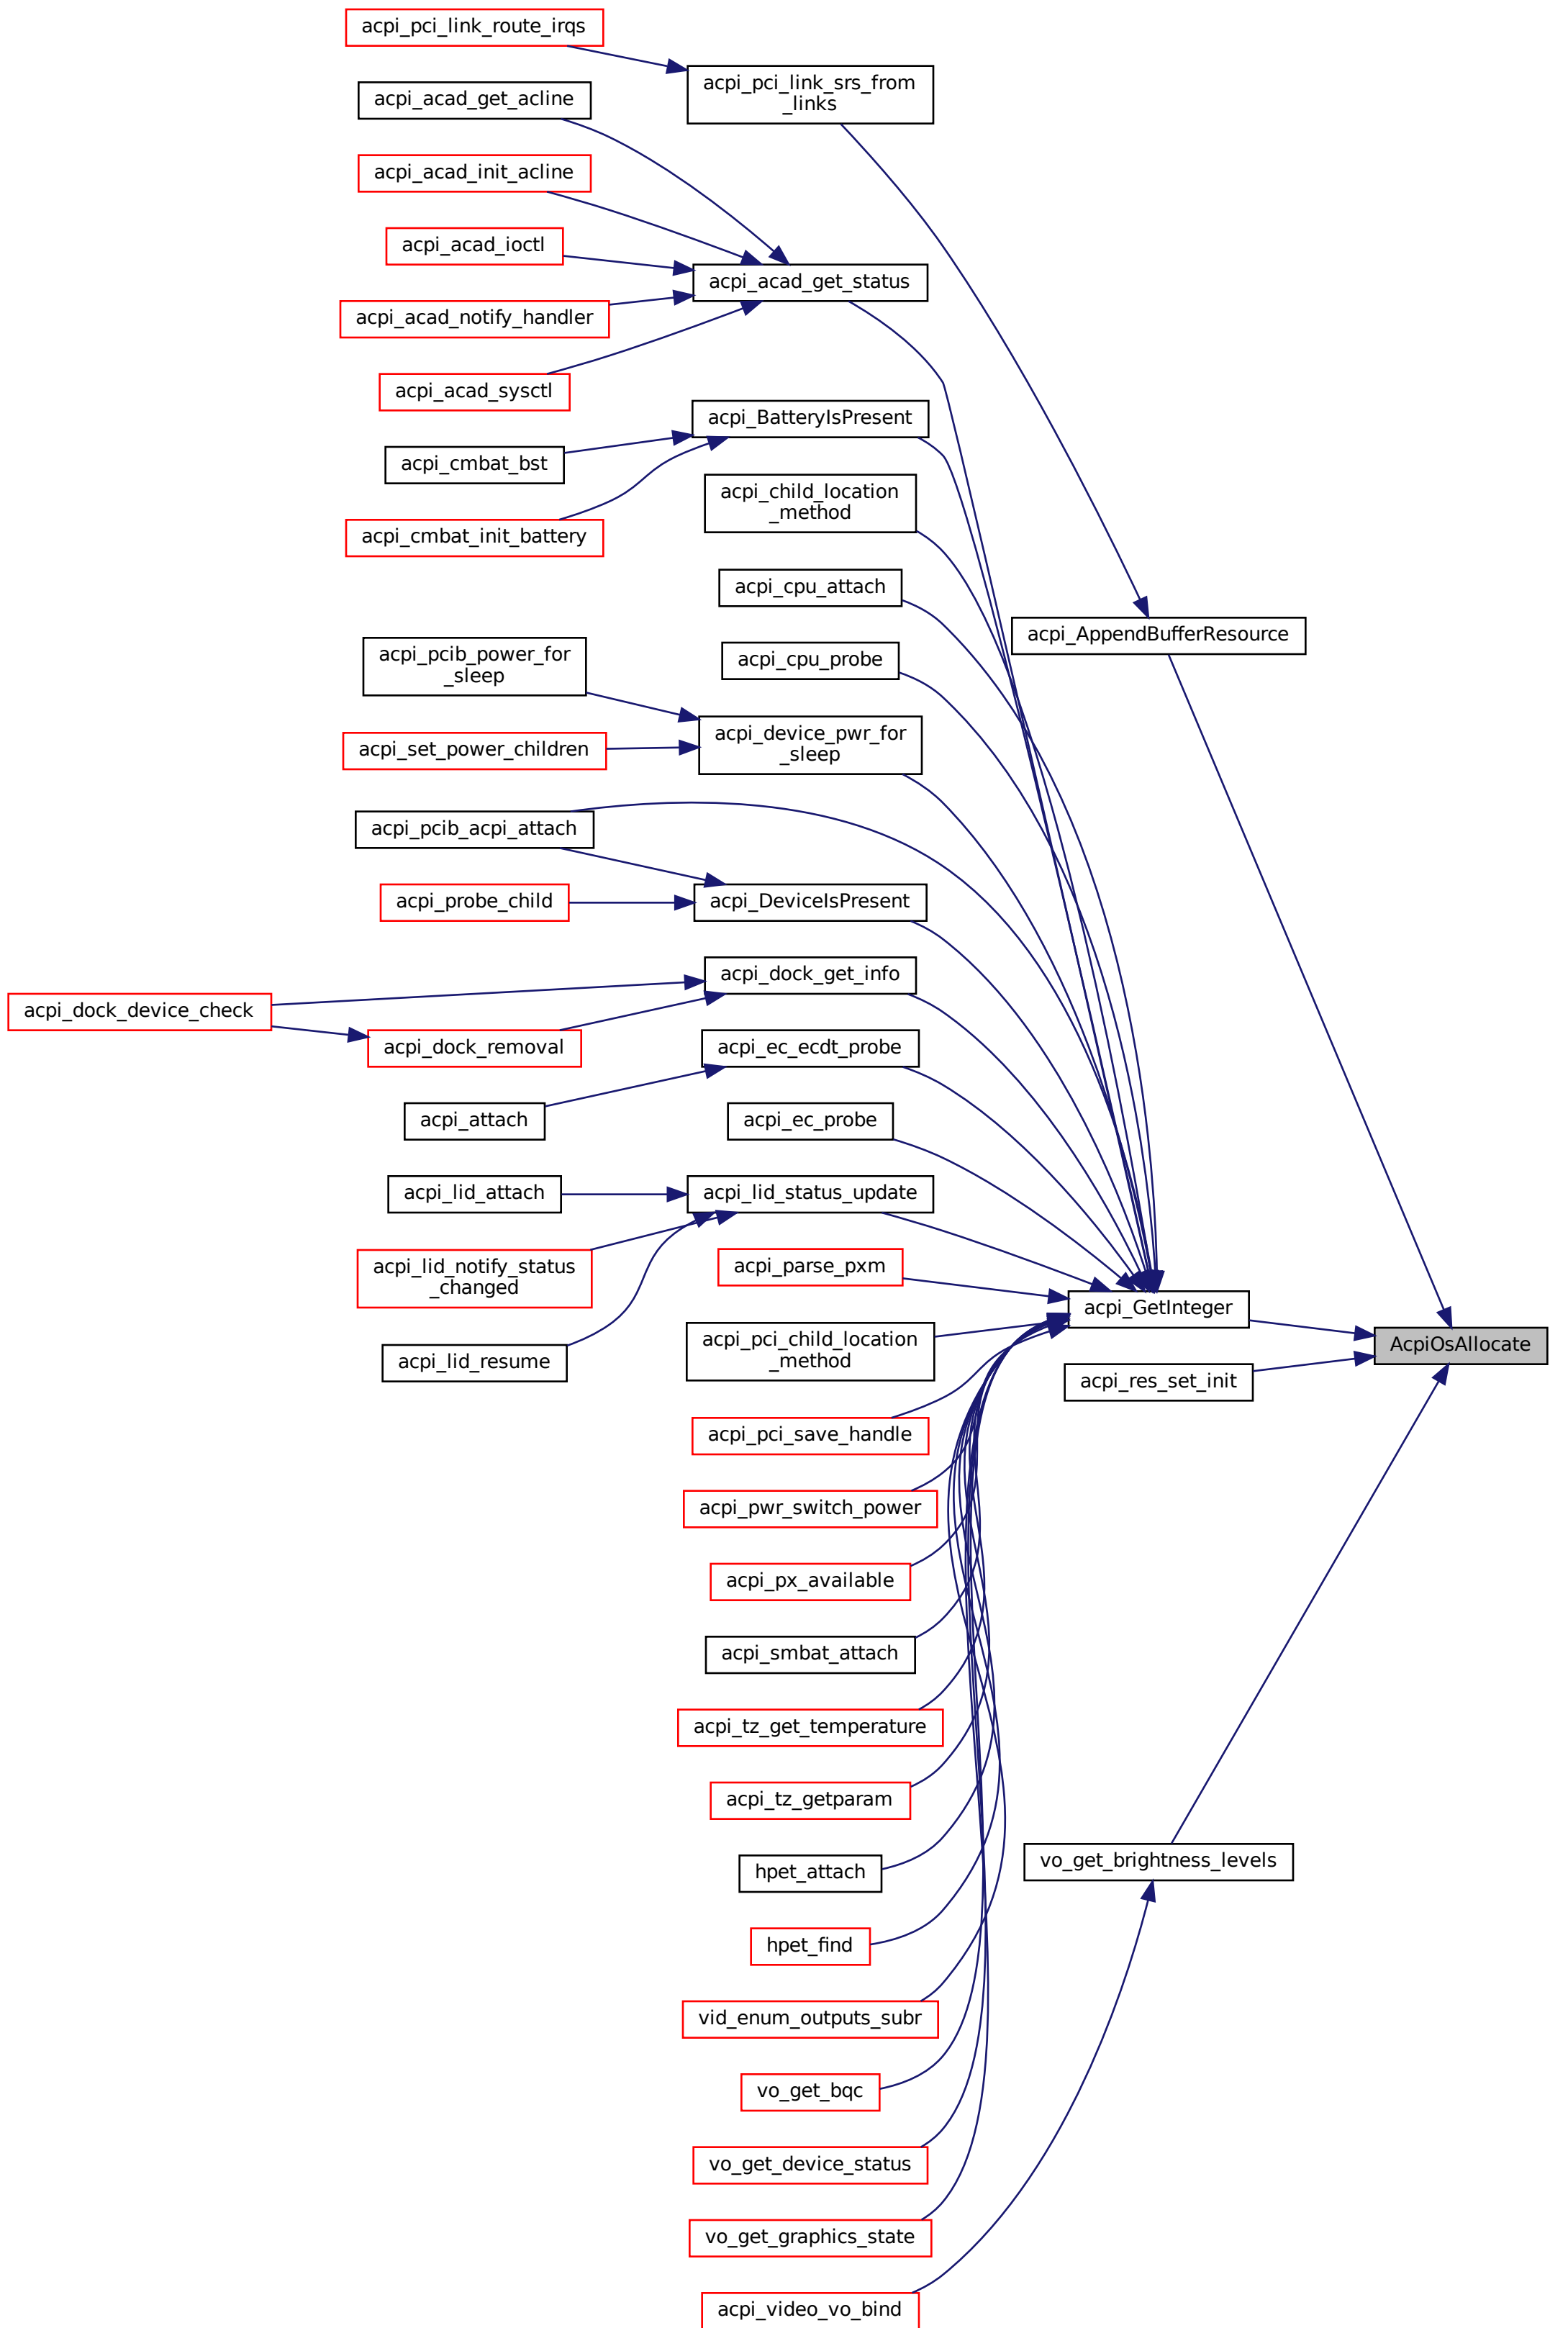 acpi_pci_link_route_irqs
acpi_pci_link_srs_from
_links
acpi_acad_get_acline
acpi_acad_init_acline
acpi_acad_ioctl
acpi_acad_get_status
acpi_acad_notify_handler
acpi_acad_sysctl
acpi_BatteryIsPresent
acpi_cmbat_bst
acpi_child_location
_method
acpi_cmbat_init_battery
acpi_cpu_attach
acpi_AppendBufferResource
acpi_cpu_probe
acpi_pcib_power_for
_sleep
acpi_device_pwr_for
_sleep
acpi_set_power_children
acpi_pcib_acpi_attach
acpi_probe_child
acpi_DeviceIsPresent
acpi_dock_get_info
acpi_dock_device_check
acpi_dock_removal
acpi_ec_ecdt_probe
acpi_attach
acpi_ec_probe
acpi_lid_attach
acpi_lid_status_update
acpi_lid_notify_status
_changed
acpi_parse_pxm
acpi_GetInteger
acpi_pci_child_location
_method
AcpiOsAllocate
acpi_lid_resume
acpi_res_set_init
acpi_pci_save_handle
acpi_pwr_switch_power
acpi_px_available
acpi_smbat_attach
acpi_tz_get_temperature
acpi_tz_getparam
vo_get_brightness_levels
hpet_attach
hpet_find
vid_enum_outputs_subr
vo_get_bqc
vo_get_device_status
vo_get_graphics_state
acpi_video_vo_bind